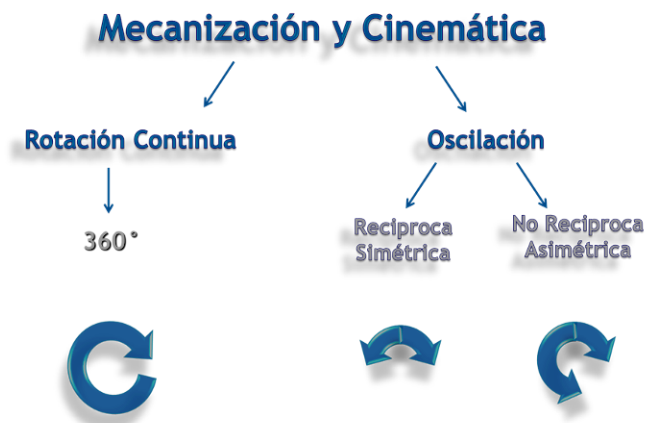 Mecanización y Cinemática
Rotación Continua
Oscilación
360°
Reciproca
Simétrica
No Reciproca
Asimétrica